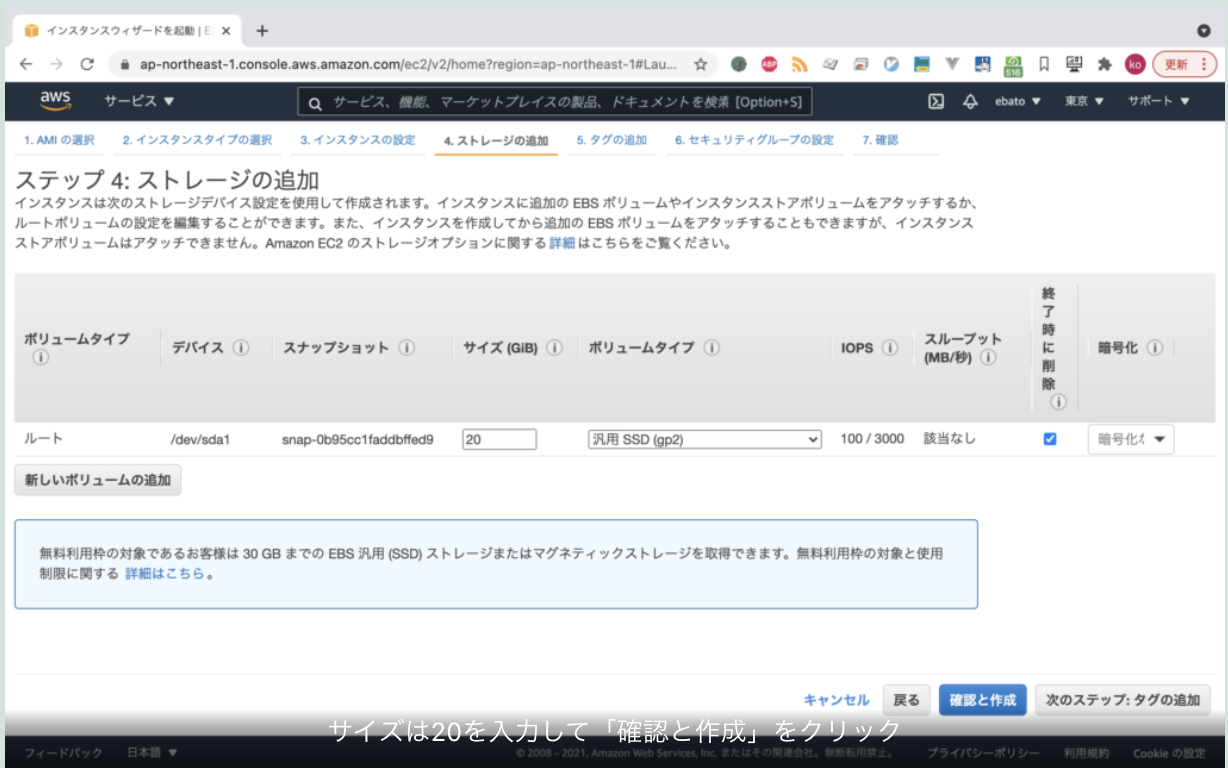 インスタンスウィザードを起動 | E
ap-northeast-1.console.aws.amazon.com/ec2/v2/home?region=ap-northeast-1#Lau...
ABP
516
ko
更新
aws
サービス
サービス、機能、マーケットプレイスの製品、ドキュメントを検索 [Option+S]
ebato
東京
サポート
1. AMI の選択
2. インスタンスタイプの選択
3. インスタンスの設定
4. ストレージの追加
5. タグの追加
6. セキュリティグループの設定
7. 確認
ステップ 4: ストレージの追加
インスタンスは次のストレージデバイス設定を使用して作成されます。インスタンスに追加の EBS ボリュームやインスタンスストアボリュームをアタッチするか、
ルートボリュームの設定を編集することができます。また、インスタンスを作成してから追加の EBS ボリュームをアタッチすることもできますが、インスタンス
ストアボリュームはアタッチできません。Amazon EC2 のストレージオプションに関する 詳細 はこちらをご覧ください。
ボリュームタイプ
デバイス
スナップショット
サイズ (GiB)
ボリュームタイプ
IOPS
スループット
(MB/秒)
終
了
時
に
削
除
暗号化
ルート
/dev/sda1
snap-0b95cc1faddbffed9
20
汎用 SSD (gp2)
100 / 3000
該当なし
暗号化な
新しいボリュームの追加
無料利用枠の対象であるお客様は 30 GB までの EBS 汎用 (SSD) ストレージまたはマグネティックストレージを取得できます。無料利用枠の対象と使用
制限に関する 詳細はこちら 。
キャンセル
戻る
確認と作成
次のステップ: タグの追加
サイズは20を入力して「確認と作成」をクリック
フィードバック
日本語
© 2008 - 2021, Amazon Web Services, Inc. またはその関連会社。無断転用禁止。
プライバシーポリシー
利用規約
Cookie の設定